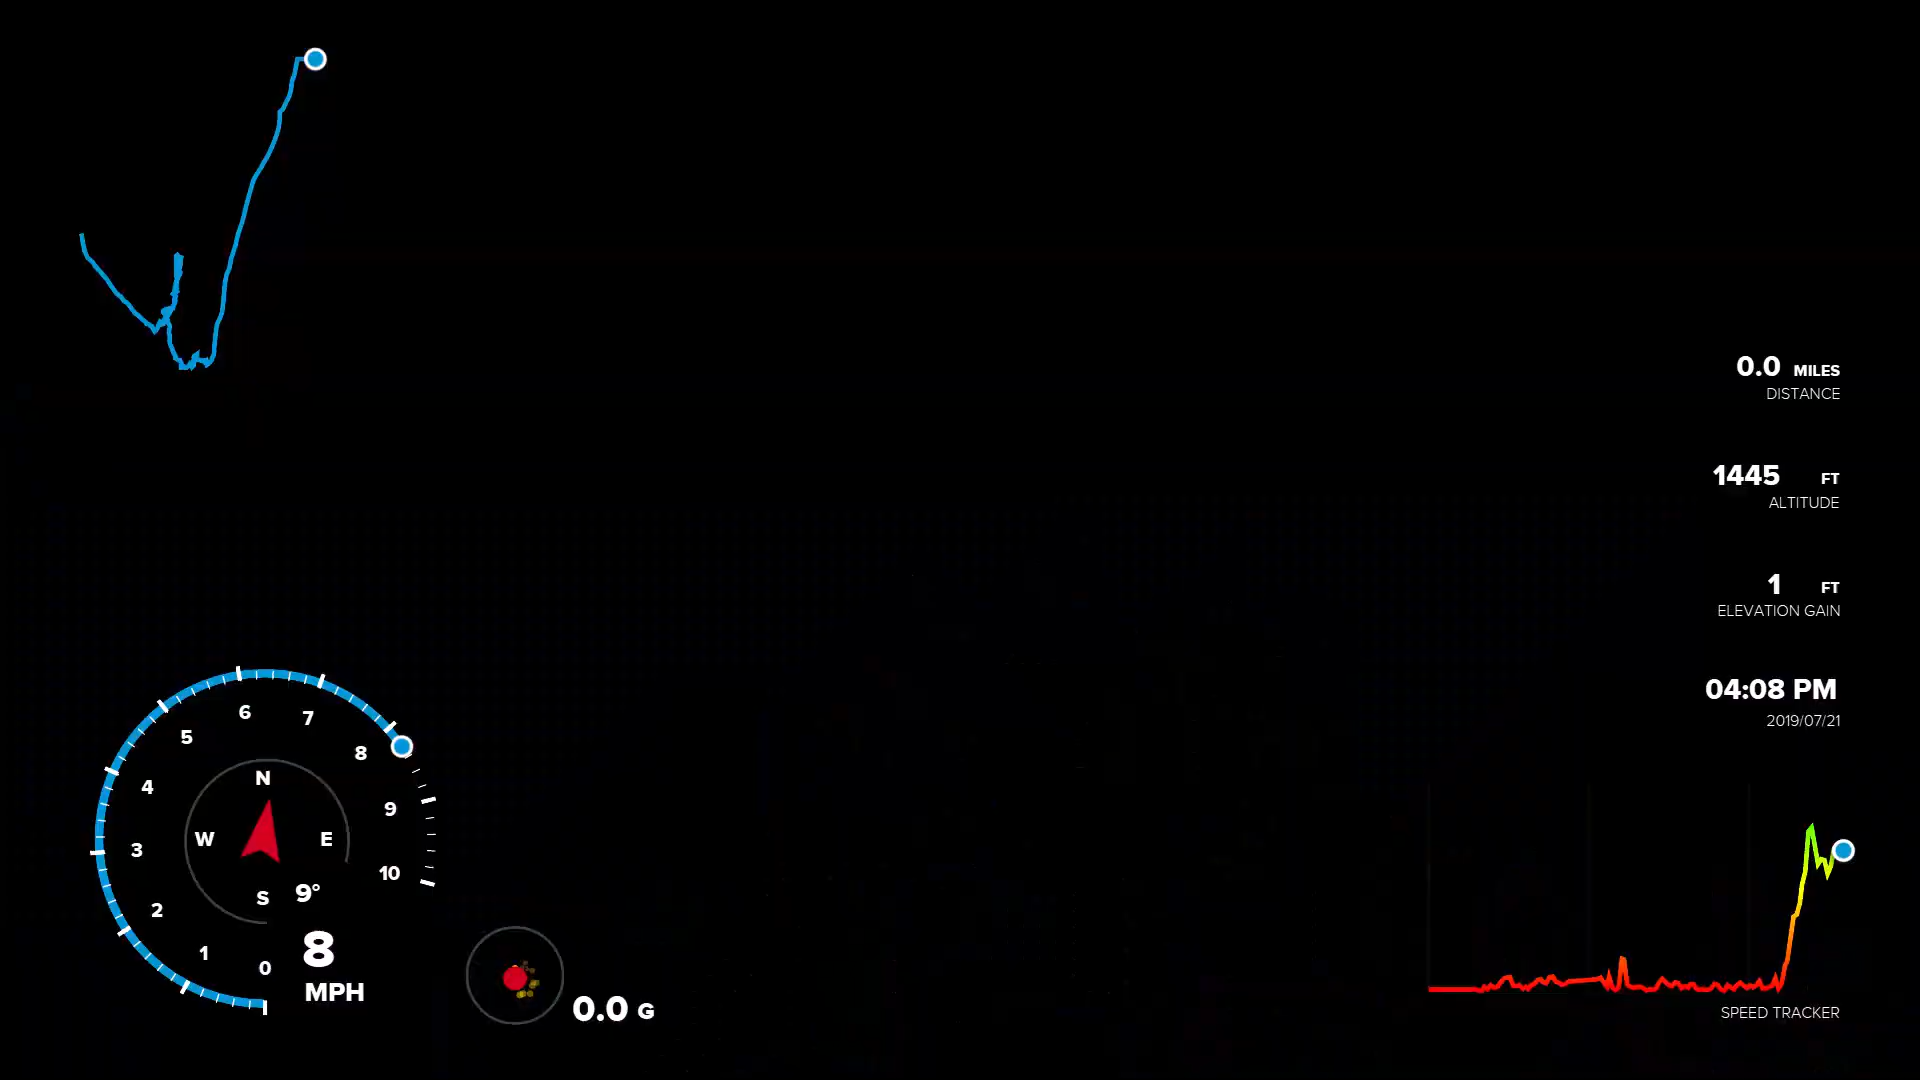 0.0 MILES
DISTANCE
1445 FT
ALTITUDE
1 FT
ELEVATION GAIN
04:08 PM
2019/07/21
6
7
5
8
4
N
9
3
W
E
10
2
S
9°
1
0
8
MPH
0.0 G
SPEED TRACKER